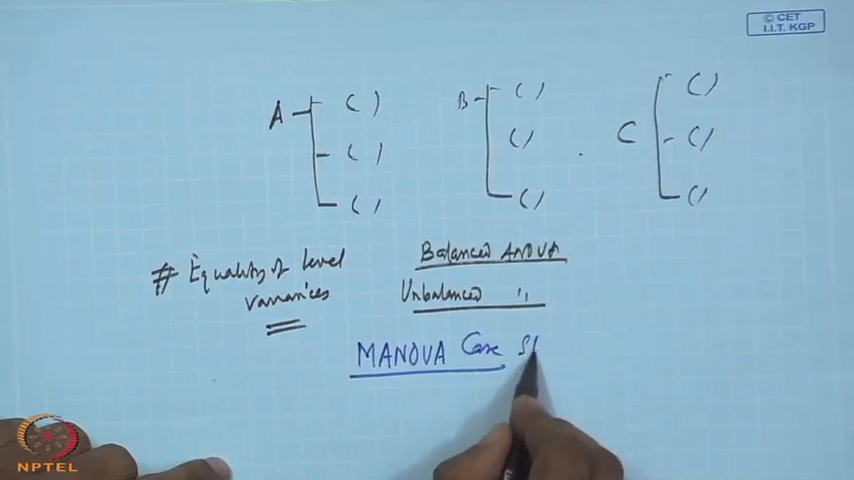 © CET
I.I.T. KGP
A ( ) B ( ) C ( )
( ) ( ) ( )
( ) ( ) ( )
# Equality of level
variances
Balanced ANOVA
Unbalanced "
MANOVA Case
NPTEL